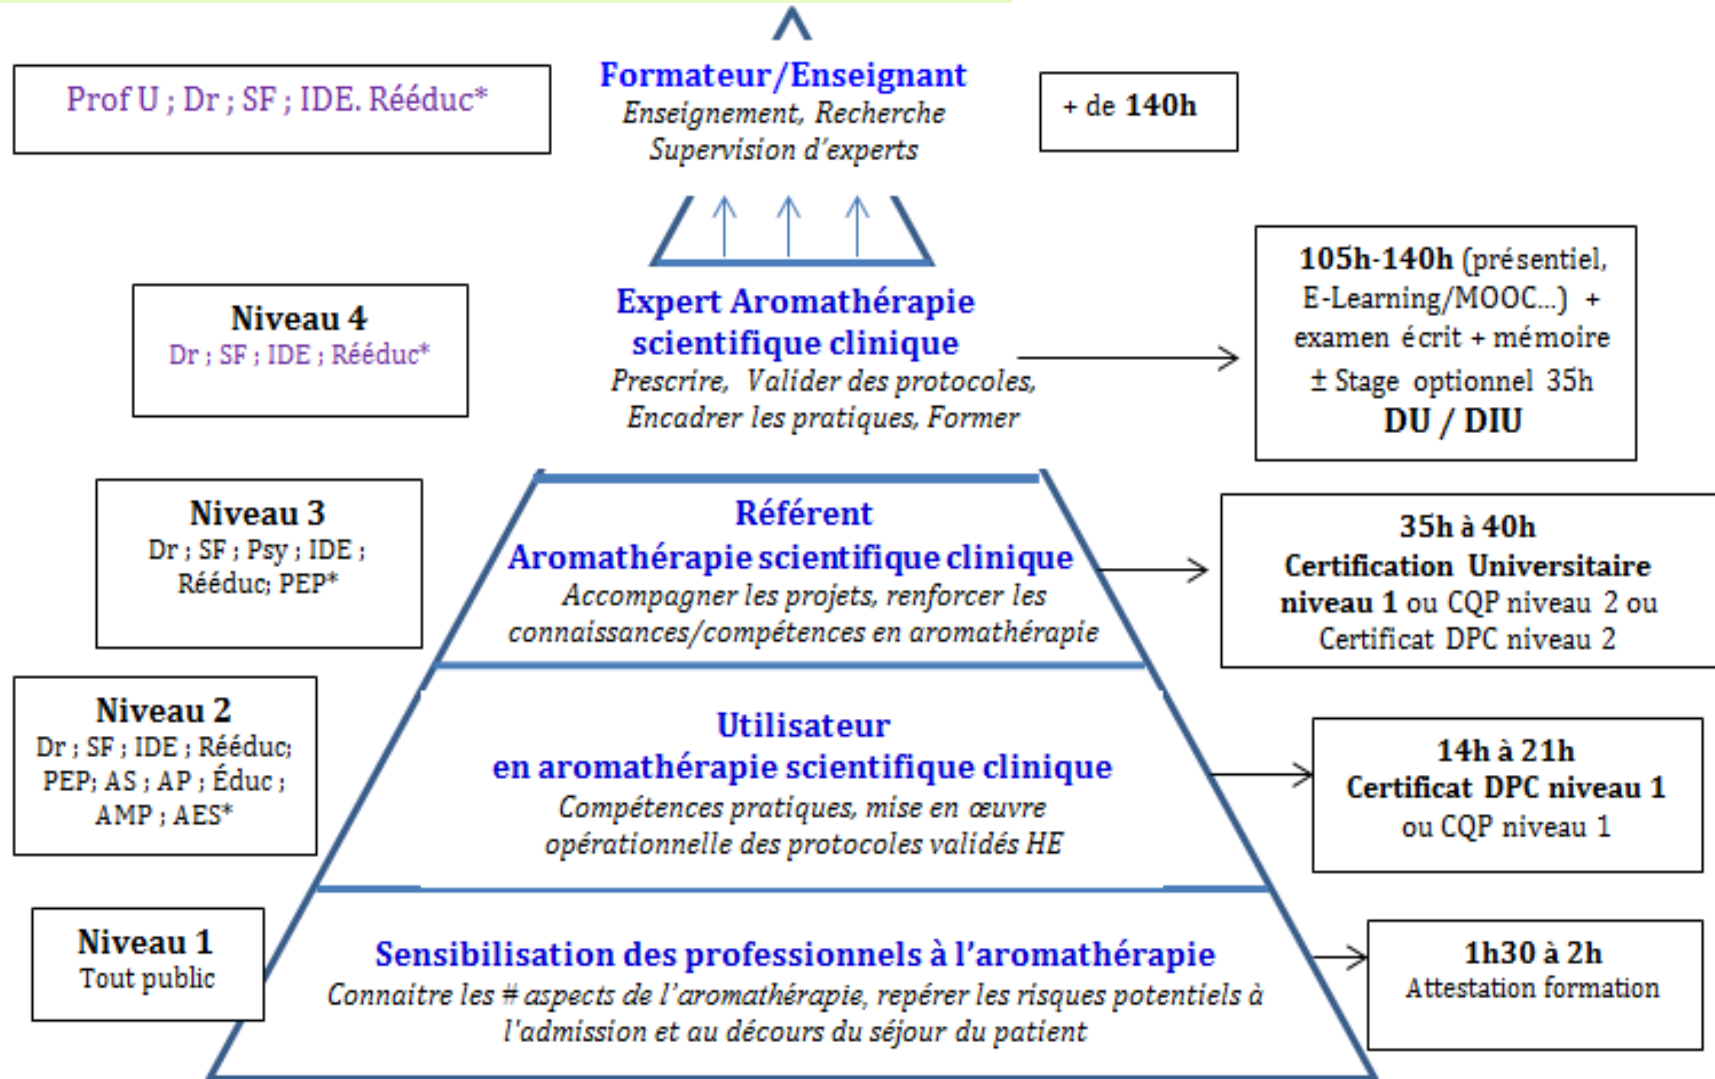 Prof U ; Dr ; SF ; IDE. Rééduc*
Formateur/Enseignant
Enseignement, Recherche
Supervision d'experts
+ de 140h
Niveau 4
Dr ; SF ; IDE ; Rééduc*
Expert Aromathérapie
scientifique clinique
Prescrire, Valider des protocoles,
Encadrer les pratiques, Former
105h-140h (présentiel,
E-Learning/MOOC...) +
examen écrit + mémoire
± Stage optionnel 35h
DU / DIU
Niveau 3
Dr ; SF ; Psy ; IDE ;
Rééduc; PEP*
Référent
Aromathérapie scientifique clinique
Accompagner les projets, renforcer les
connaissances/compétences en aromathérapie
35h à 40h
Certification Universitaire
niveau 1 ou CQP niveau 2 ou
Certificat DPC niveau 2
Niveau 2
Dr ; SF ; IDE ; Rééduc;
PEP; AS ; AP ; Éduc ;
AMP ; AES*
Utilisateur
en aromathérapie scientifique clinique
Compétences pratiques, mise en œuvre
opérationnelle des protocoles validés HE
14h à 21h
Certificat DPC niveau 1
ou CQP niveau 1
Niveau 1
Tout public
Sensibilisation des professionnels à l'aromathérapie
Connaitre les # aspects de l'aromathérapie, repérer les risques potentiels à
l'admission et au décours du séjour du patient
1h30 à 2h
Attestation formation